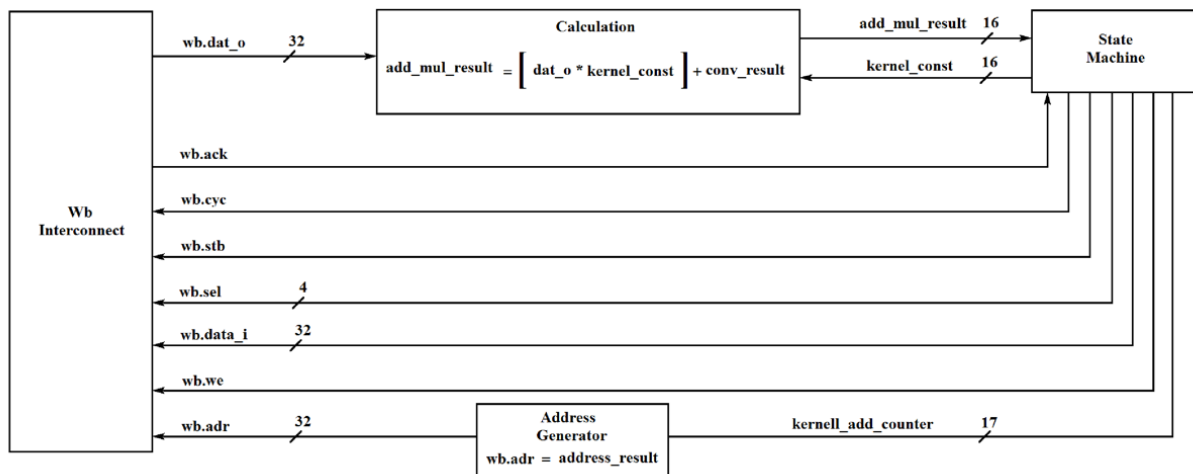 Calculation
add_mul_result = [ dat_o * kernel_const ] + conv_result
State
Machine
Wb
Interconnect
wb.dat_o 32
add_mul_result 16
kernel_const 16
wb.ack
wb.cyc
wb.stb
wb.sel 4
wb.data_i 32
wb.we
wb.adr 32
Address
Generator
wb.adr = address_result
kernell_add_counter 17